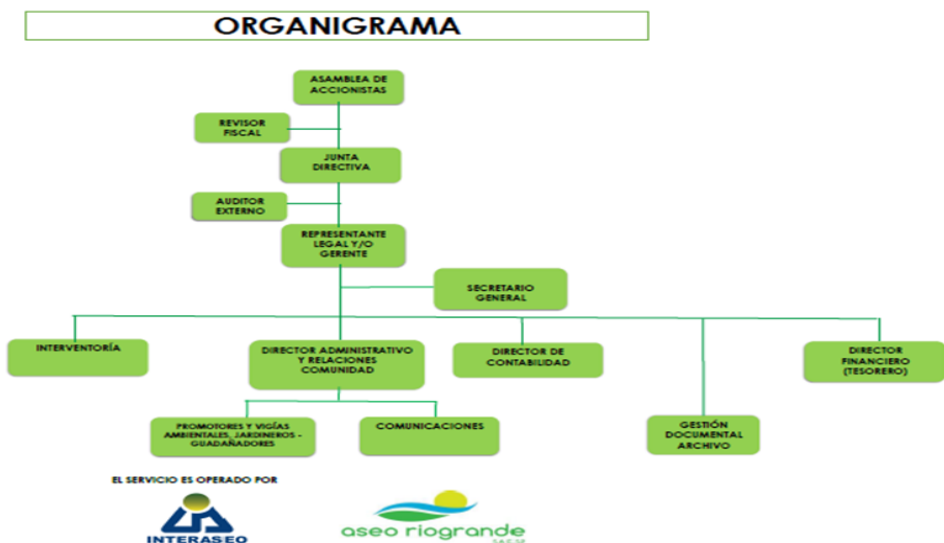 ORGANIGRAMA
ASAMBLEA DE
ACCIONISTAS
REVISOR
FISCAL
JUNTA
DIRECTIVA
AUDITOR
EXTERNO
REPRESENTANTE
LEGAL Y/O
GERENTE
SECRETARIO
GENERAL
INTERVENTORÍA
DIRECTOR ADMINISTRATIVO
Y RELACIONES
COMUNIDAD
DIRECTOR DE
CONTABILIDAD
DIRECTOR
FINANCIERO
(TESORERO)
PROMOTORES Y VIGÍAS
AMBIENTALES, JARDINEROS -
GUADAÑADORES
COMUNICACIONES
GESTIÓN
DOCUMENTAL
ARCHIVO
EL SERVICIO ES OPERADO POR
INTERASEO
aseo riogrande